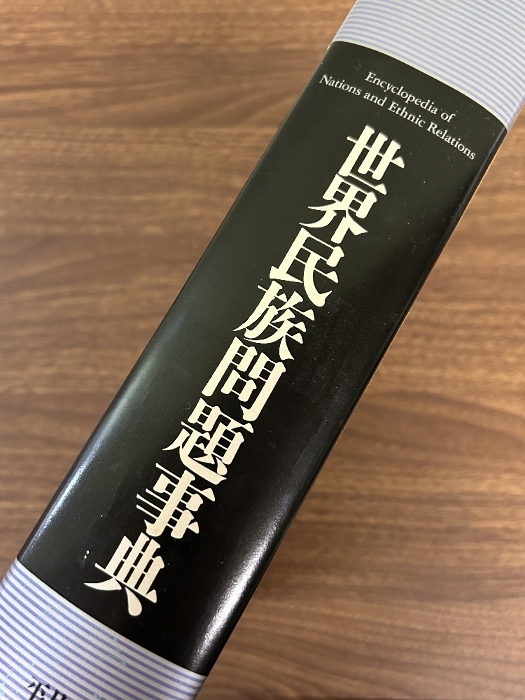 Encyclopedia of
Nations and Ethnic Relations
世界民族問題事典